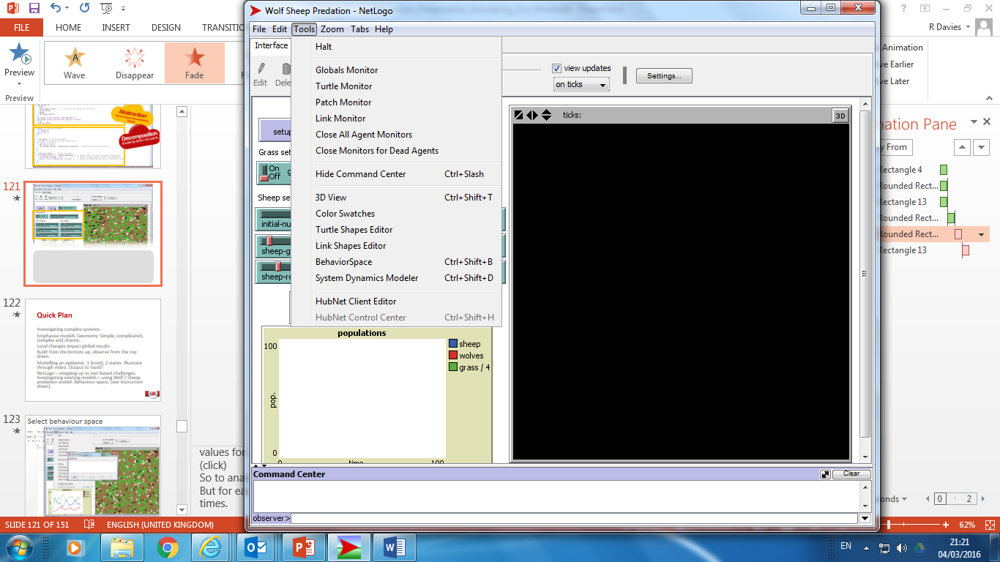 FILE
HOME
INSERT
DESIGN
TRANSITIO
R Davies
Preview
Wave
Disappear
Fade
Preview
Animation
ve Earlier
ve Later
Abstraction
Decomposition
121
122
Quick Plan
Investigating complex systems.
Emphasise models Taxonomy: Simple, complicated,
complex and chaotic.
Local changes impact global results
Build from the bottom up, observe from the top
down.
Modelling an epidemic. 1 breed, 2 states. Illustrate
through video. Output to Excel?
NetLogo – stepping up to text based challenges.
Investigating existing models – using Wolf / Sheep
predation model. Behaviour space. (see instruction
sheet).
123
Select behaviour space
values for
(click)
So to ana
But for ea
times.
Wolf Sheep Predation - NetLogo
File Edit Tools Zoom Tabs Help
Interface
Edit
Dele
view updates
on ticks
Settings...
Halt
Globals Monitor
Turtle Monitor
Patch Monitor
Link Monitor
Close All Agent Monitors
Close Monitors for Dead Agents
Hide Command Center Ctrl+Slash
3D View Ctrl+Shift+T
Color Swatches
Turtle Shapes Editor
Link Shapes Editor
BehaviorSpace Ctrl+Shift+B
System Dynamics Modeler Ctrl+Shift+D
HubNet Client Editor
HubNet Control Center Ctrl+Shift+H
setup
Grass set
On
Off
g
Sheep se
initial-nu
sheep-g
sheep-re
ticks:
3D
populations
100
pop.
0
0
time
100
sheep
wolves
grass / 4
Command Center
Clear
observer>
nation Pane
y From
Rectangle 4
Rounded Rect...
Rectangle 13
Rounded Rect...
Rounded Rect...
Rectangle 13
onds
0
2
SLIDE 121 OF 151
ENGLISH (UNITED KINGDOM)
62%
EN
21:21
04/03/2016